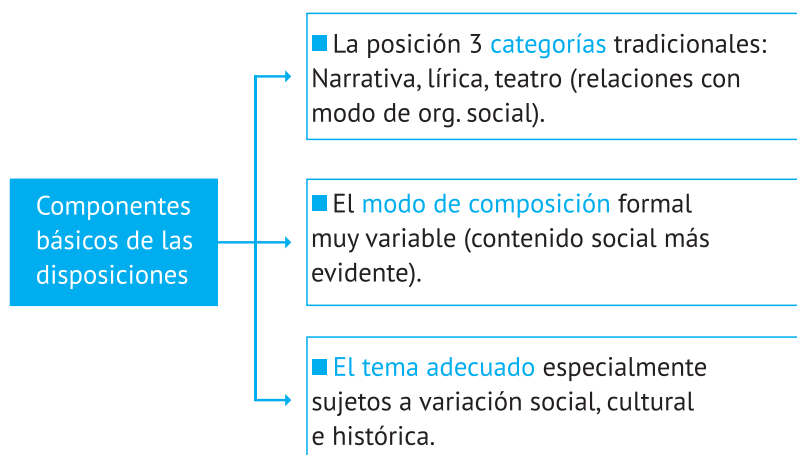 Componentes
básicos de las
disposiciones
La posición 3 categorías tradicionales:
Narrativa, lírica, teatro (relaciones con
modo de org. social).
El modo de composición formal
muy variable (contenido social más
evidente).
El tema adecuado especialmente
sujetos a variación social, cultural
e histórica.